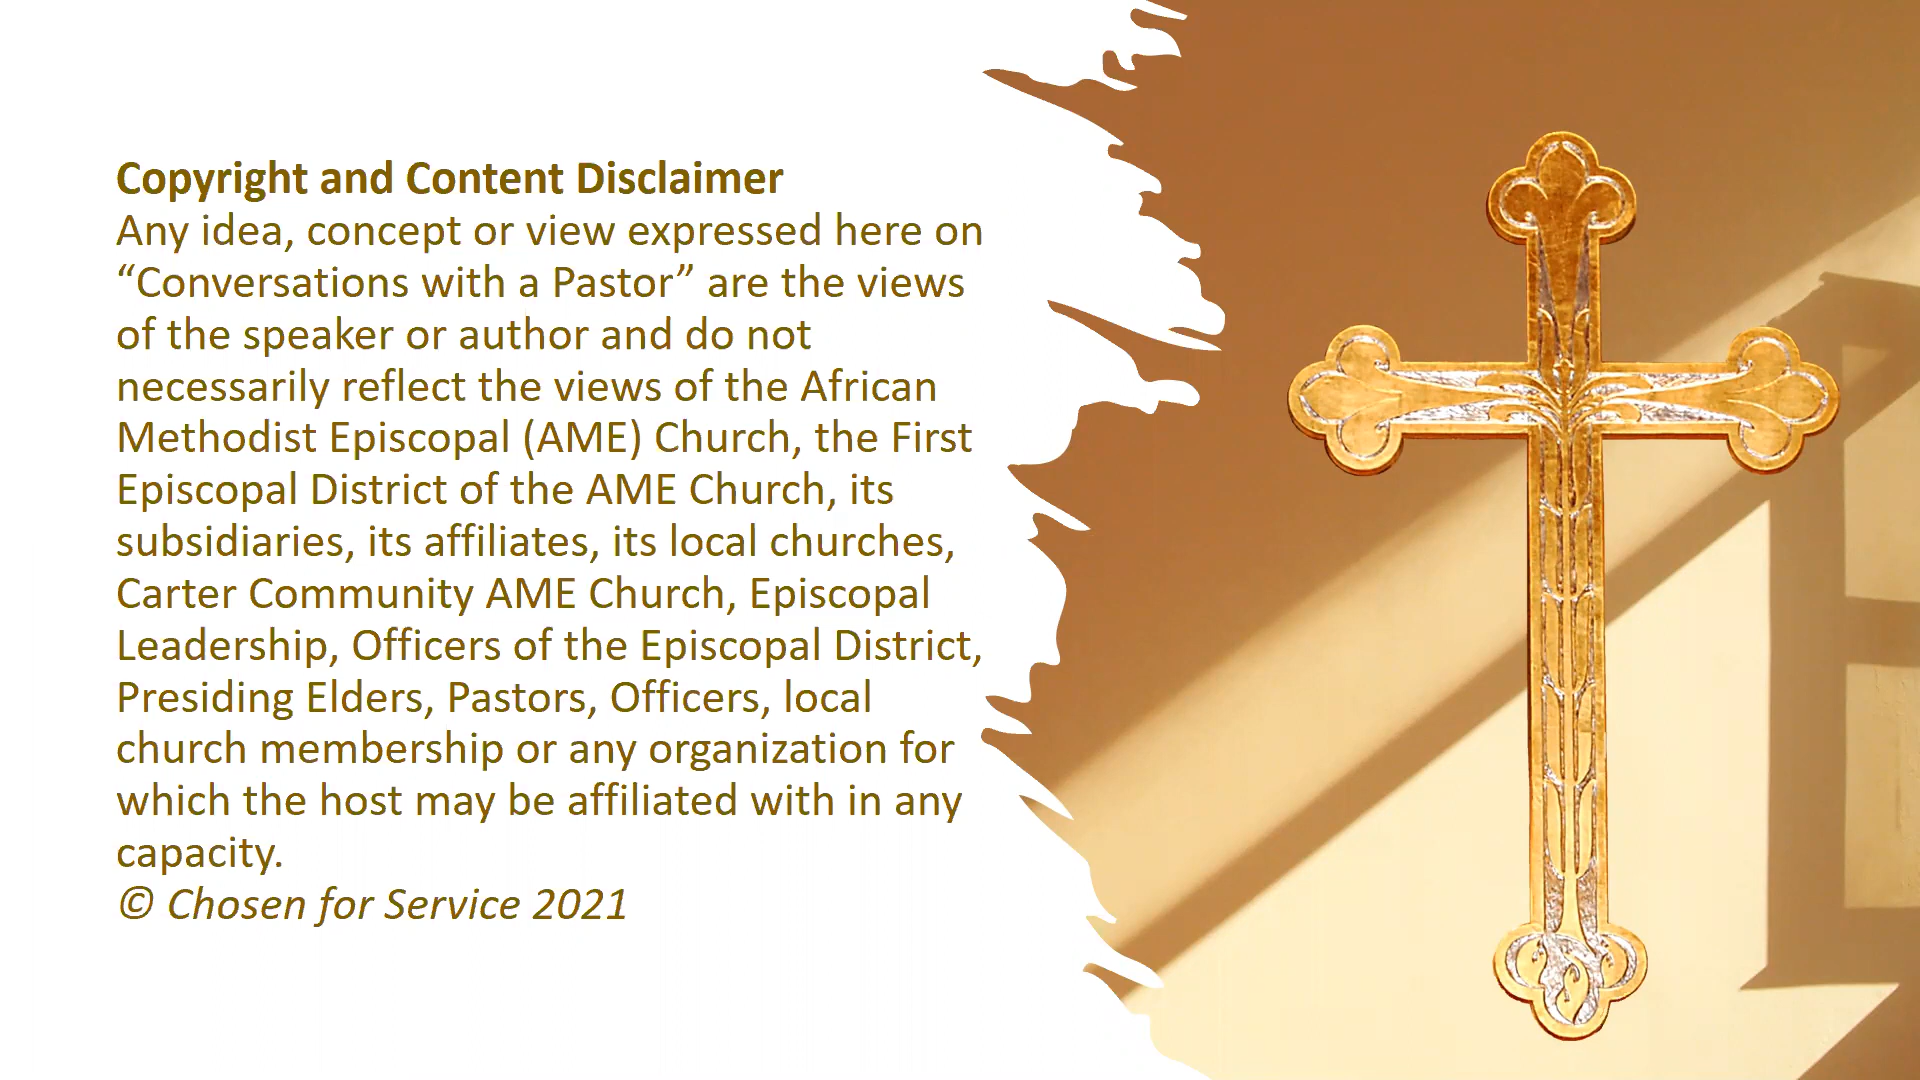 Copyright and Content Disclaimer
Any idea, concept or view expressed here on
“Conversations with a Pastor” are the views
of the speaker or author and do not
necessarily reflect the views of the African
Methodist Episcopal (AME) Church, the First
Episcopal District of the AME Church, its
subsidiaries, its affiliates, its local churches,
Carter Community AME Church, Episcopal
Leadership, Officers of the Episcopal District,
Presiding Elders, Pastors, Officers, local
church membership or any organization for
which the host may be affiliated with in any
capacity.
© Chosen for Service 2021